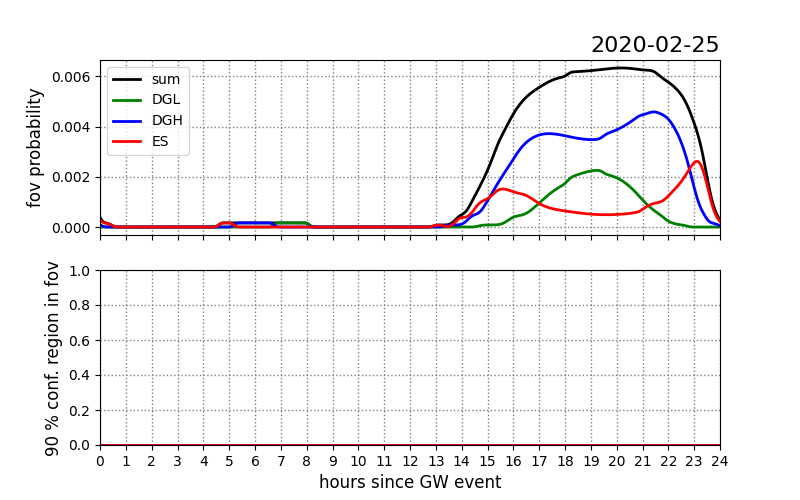 2020-02-25
fov probability
0.006
0.004
0.002
0.000
sum
DGL
DGH
ES
90 % conf. region in fov
1.0
0.8
0.6
0.4
0.2
0.0
0 1 2 3 4 5 6 7 8 9 10 11 12 13 14 15 16 17 18 19 20 21 22 23 24
hours since GW event